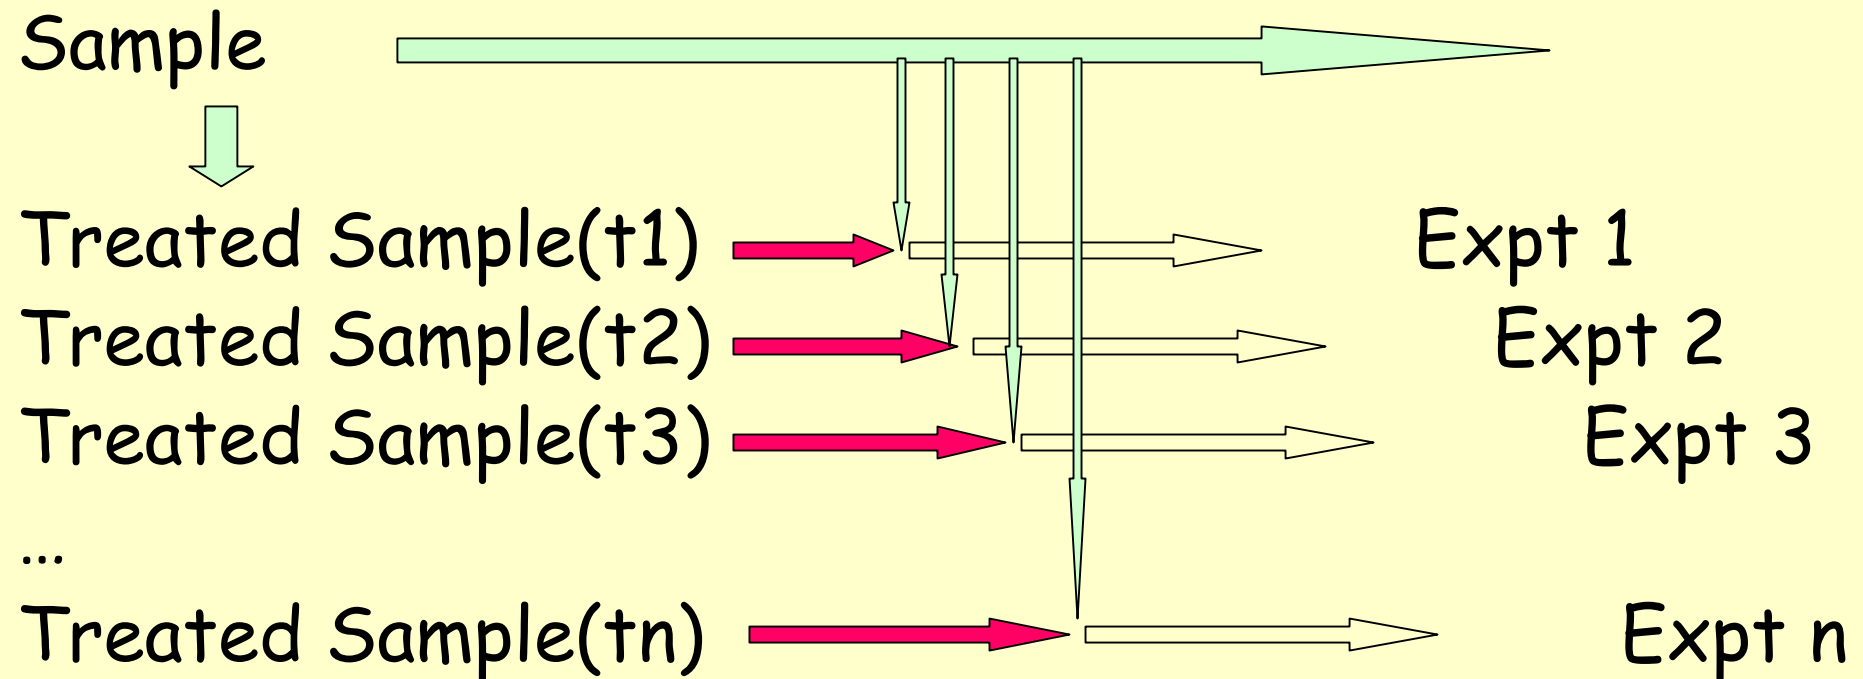 Sample
Treated Sample(t1) Expt 1
Treated Sample(t2) Expt 2
Treated Sample(t3) Expt 3
...
Treated Sample(tn) Expt n